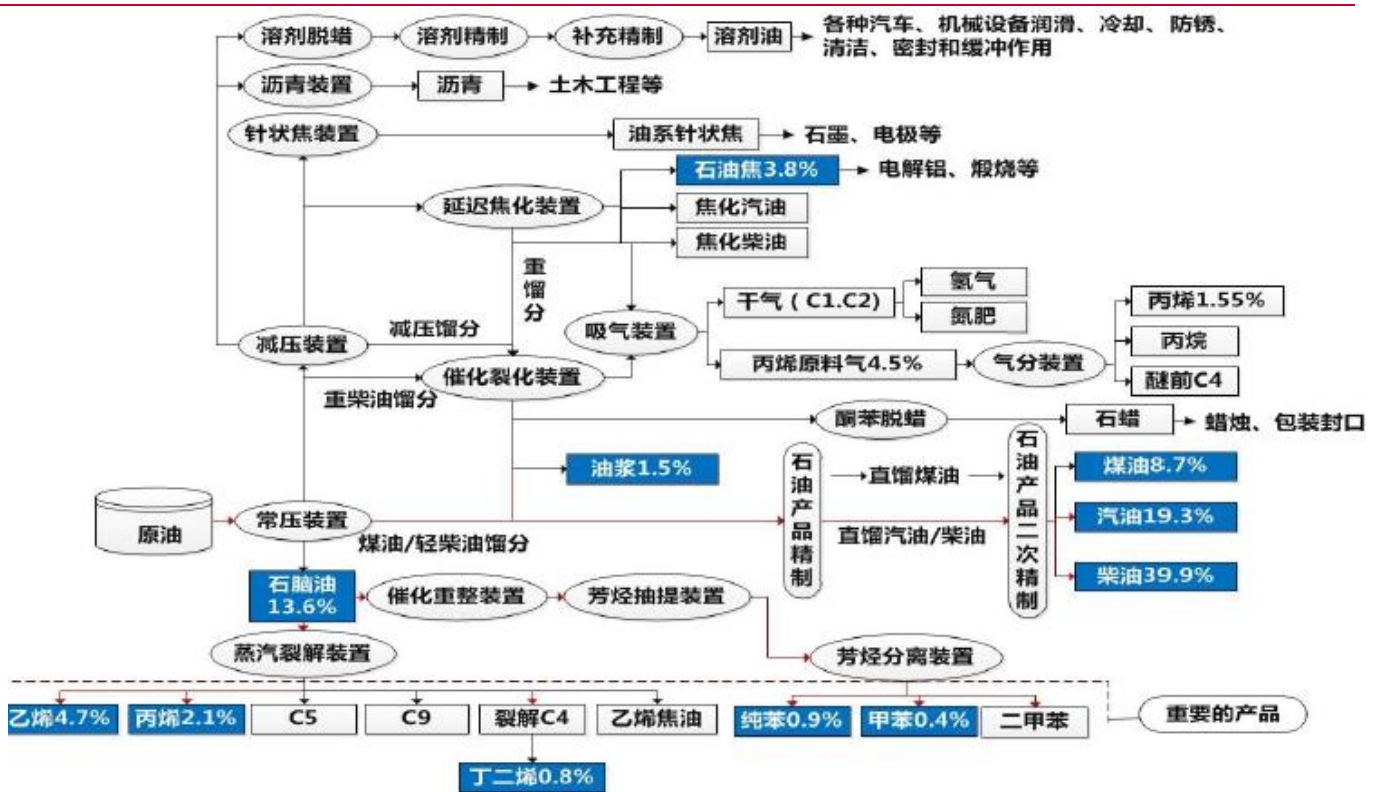 溶剂脱蜡
溶剂精制
补充精制
溶剂油
各种汽车、机械设备润滑、冷却、防锈、
清洁、密封和缓冲作用
沥青装置
沥青
土木工程等
针状焦装置
油系针状焦
石墨、电极等
石油焦3.8%
电解铝、煅烧等
延迟焦化装置
焦化汽油
焦化柴油
重
馏
分
氢气
干气（C1.C2)
氮肥
丙烯1.55%
减压馏分
吸气装置
减压装置
丙烷
丙烯原料气4.5%
气分装置
催化裂化装置
醚前C4
重柴油馏分
酮苯脱蜡
石蜡
蜡烛、包装封口
油浆1.5%
石
油
产
品
精
制
直馏煤油
石
油
产
品
二
次
精
制
煤油8.7%
原油
常压装置
煤油/轻柴油馏分
直馏汽油/柴油
汽油19.3%
柴油39.9%
石脑油
13.6%
催化重整装置
芳烃抽提装置
蒸汽裂解装置
芳烃分离装置
乙烯4.7%
丙烯2.1%
C5
C9
裂解C4
乙烯焦油
纯苯0.9%
甲苯0.4%
二甲苯
重要的产品
丁二烯0.8%